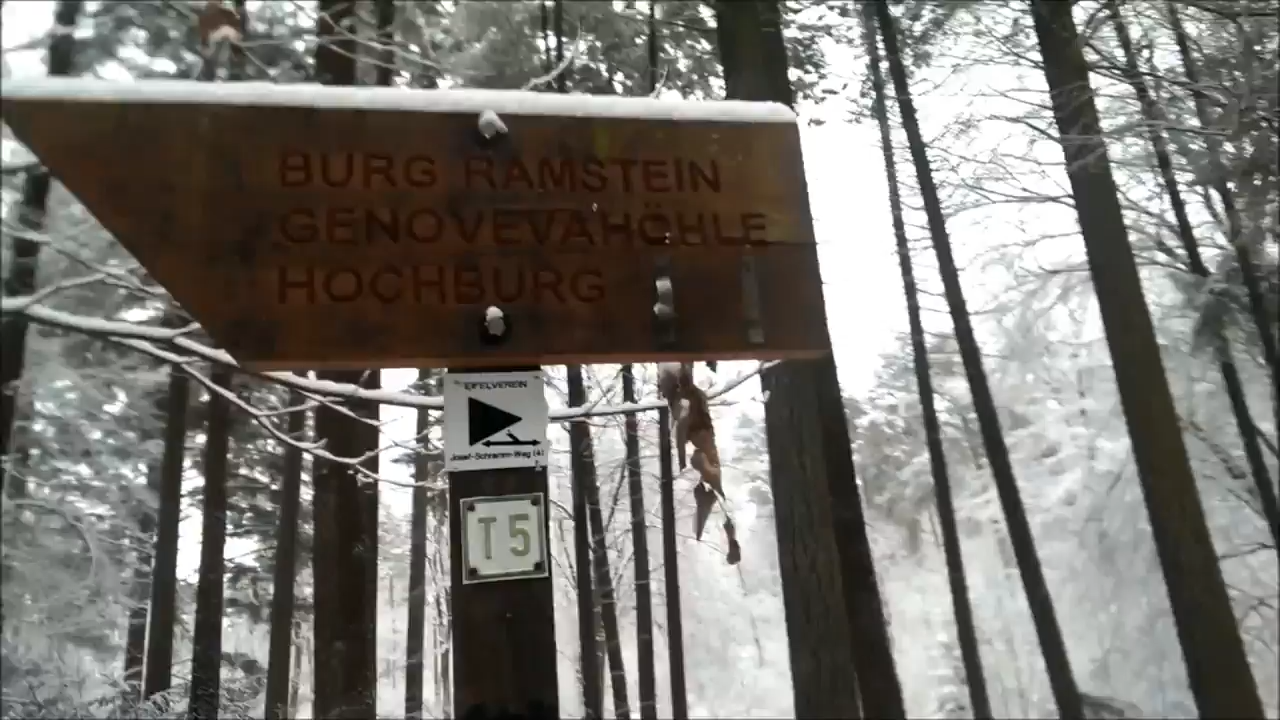 BURG RAMSTEIN
GENOVEVAHÖHLE
HOCHBURG
EIFELVEREIN
Josef-Schramm-Weg (4)
T 5